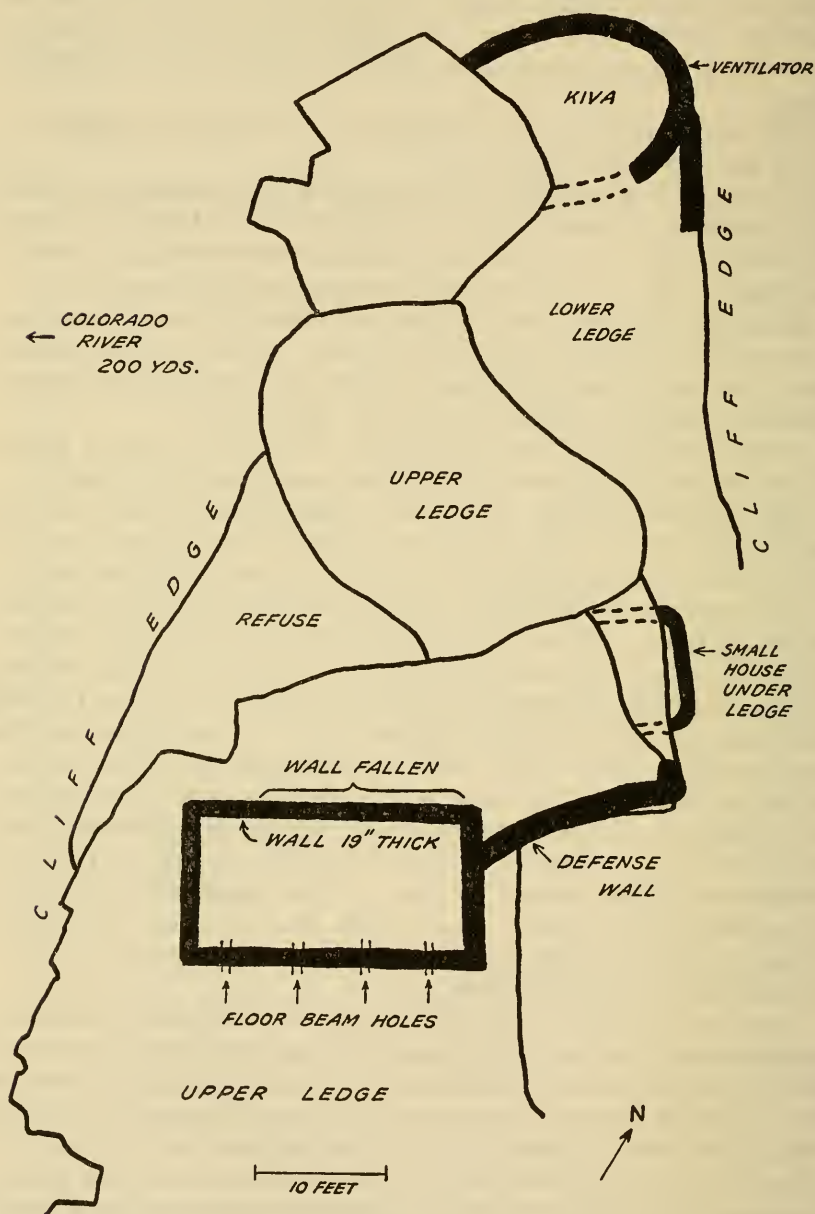 VENTILATOR
KIVA
CLIFF EDGE
COLORADO
RIVER
200 YDS.
LOWER
LEDGE
UPPER
LEDGE
CLIFF EDGE
REFUSE
SMALL
HOUSE
UNDER
LEDGE
WALL FALLEN
WALL 19" THICK
DEFENSE
WALL
FLOOR BEAM HOLES
UPPER LEDGE
N
10 FEET